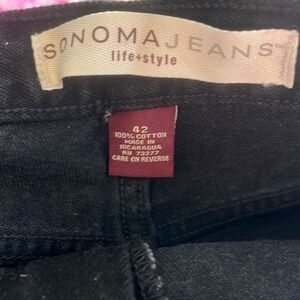 SONOMAJEANS
life+style
42
100% COTTON
MADE IN
NICARAGUA
RN 73277
CARE ON REVERSE